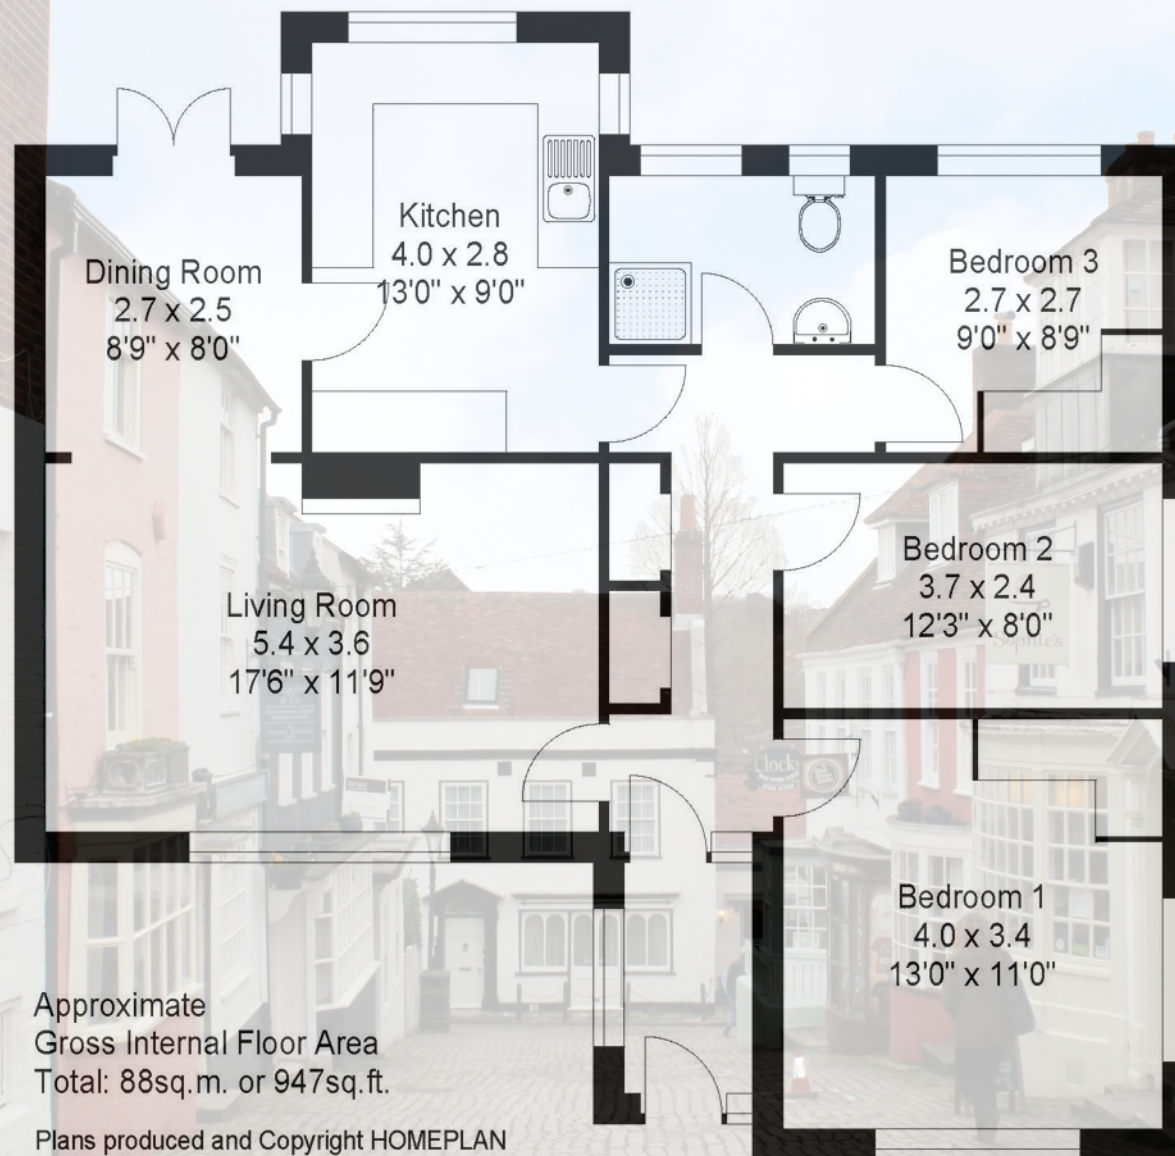 Kitchen
4.0 x 2.8
13'0" x 9'0"
Dining Room
2.7 x 2.5
8'9" x 8'0"
Bedroom 3
2.7 x 2.7
9'0" x 8'9"
Living Room
5.4 x 3.6
17'6" x 11'9"
Bedroom 2
3.7 x 2.4
12'3" x 8'0"
Sophie's
Clock
Bedroom 1
4.0 x 3.4
13'0" x 11'0"
Approximate
Gross Internal Floor Area
Total: 88sq.m. or 947sq.ft.
Plans produced and Copyright HOMEPLAN